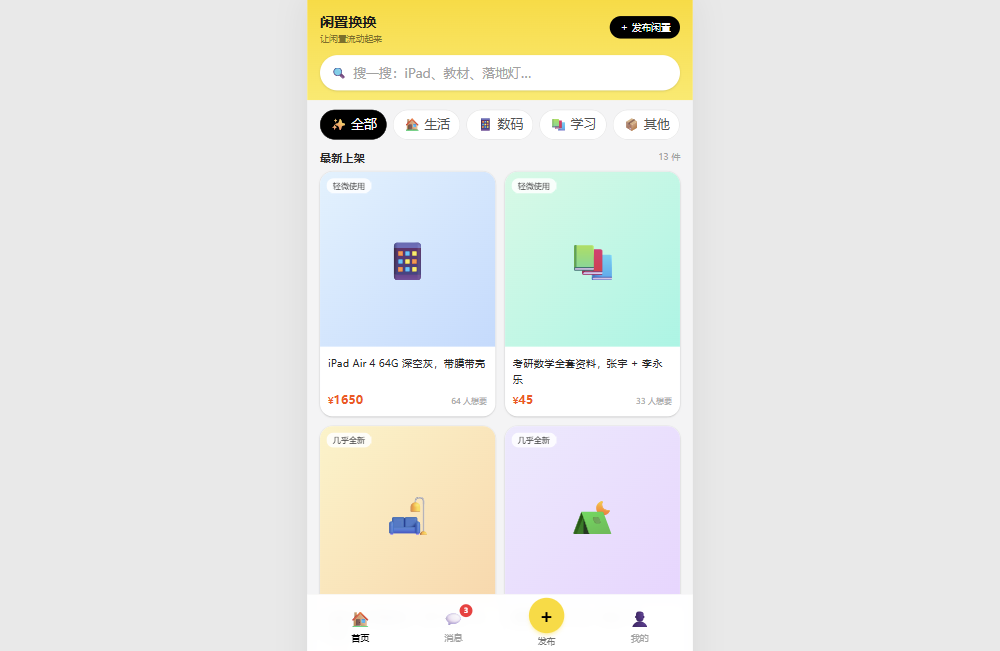 闲置换换
让闲置流动起来
+ 发布闲置
搜一搜：iPad、教材、落地灯...
全部
生活
数码
学习
其他
最新上架
13 件
轻微使用
iPad Air 4 64G 深空灰，带膜带壳
¥1650
64 人想要
轻微使用
考研数学全套资料，张宇 + 李永
乐
¥45
33 人想要
几乎全新
几乎全新
首页
3
消息
+
发布
我的